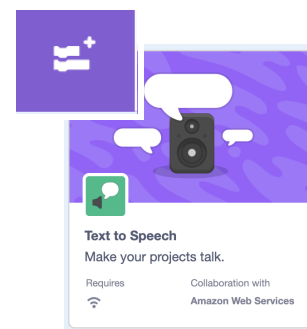 Text to Speech
Make your projects talk.
Requires
Collaboration with
Amazon Web Services